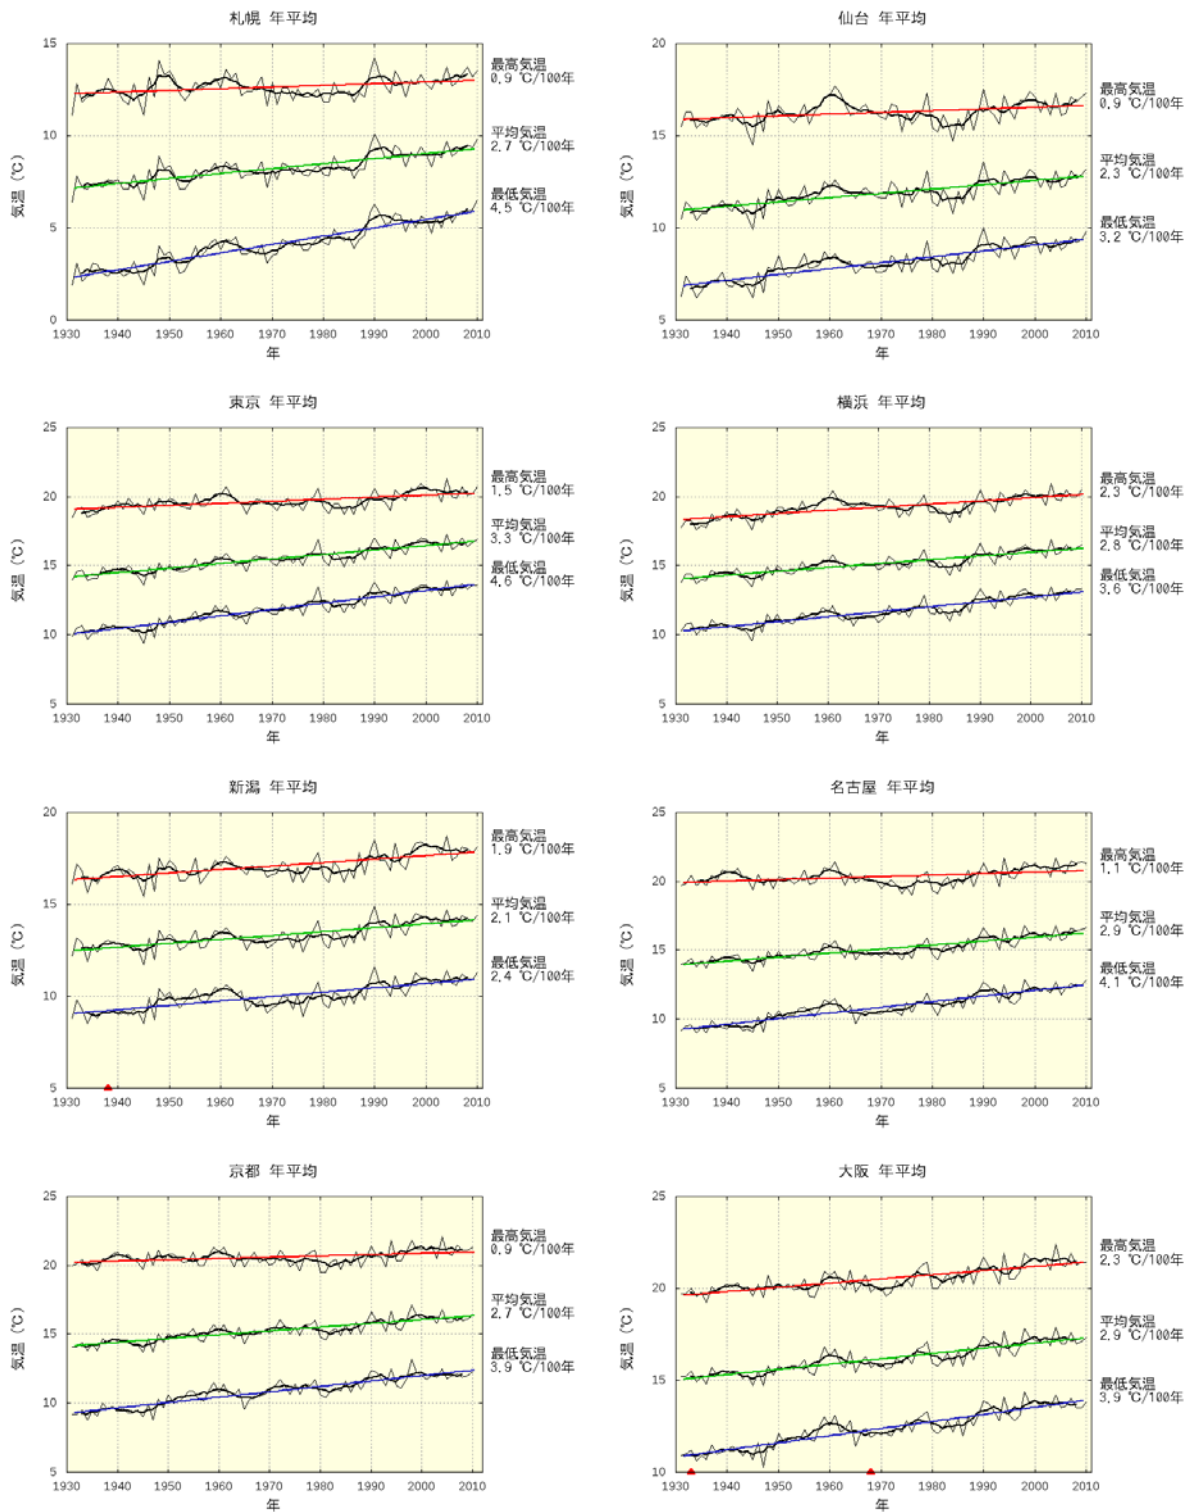 札幌 年平均
15
10
5
0
気温 (℃)
1930 1940 1950 1960 1970 1980 1990 2000 2010
年
最高気温
0.9 ℃/100年
平均気温
2.7 ℃/100年
最低気温
4.5 ℃/100年
仙台 年平均
20
15
10
5
気温 (℃)
1930 1940 1950 1960 1970 1980 1990 2000 2010
年
最高気温
0.9 ℃/100年
平均気温
2.3 ℃/100年
最低気温
3.2 ℃/100年
東京 年平均
25
20
15
10
5
気温 (℃)
1930 1940 1950 1960 1970 1980 1990 2000 2010
年
最高気温
1.5 ℃/100年
平均気温
3.3 ℃/100年
最低気温
4.6 ℃/100年
横浜 年平均
25
20
15
10
5
気温 (℃)
1930 1940 1950 1960 1970 1980 1990 2000 2010
年
最高気温
2.3 ℃/100年
平均気温
2.8 ℃/100年
最低気温
3.6 ℃/100年
新潟 年平均
20
15
10
5
気温 (℃)
1930 1940 1950 1960 1970 1980 1990 2000 2010
年
最高気温
1.9 ℃/100年
平均気温
2.1 ℃/100年
最低気温
2.4 ℃/100年
名古屋 年平均
25
20
15
10
5
気温 (℃)
1930 1940 1950 1960 1970 1980 1990 2000 2010
年
最高気温
1.1 ℃/100年
平均気温
2.9 ℃/100年
最低気温
4.1 ℃/100年
京都 年平均
25
20
15
10
5
気温 (℃)
1930 1940 1950 1960 1970 1980 1990 2000 2010
年
最高気温
0.9 ℃/100年
平均気温
2.7 ℃/100年
最低気温
3.9 ℃/100年
大阪 年平均
25
20
15
10
気温 (℃)
1930 1940 1950 1960 1970 1980 1990 2000 2010
年
最高気温
2.3 ℃/100年
平均気温
2.9 ℃/100年
最低気温
3.9 ℃/100年